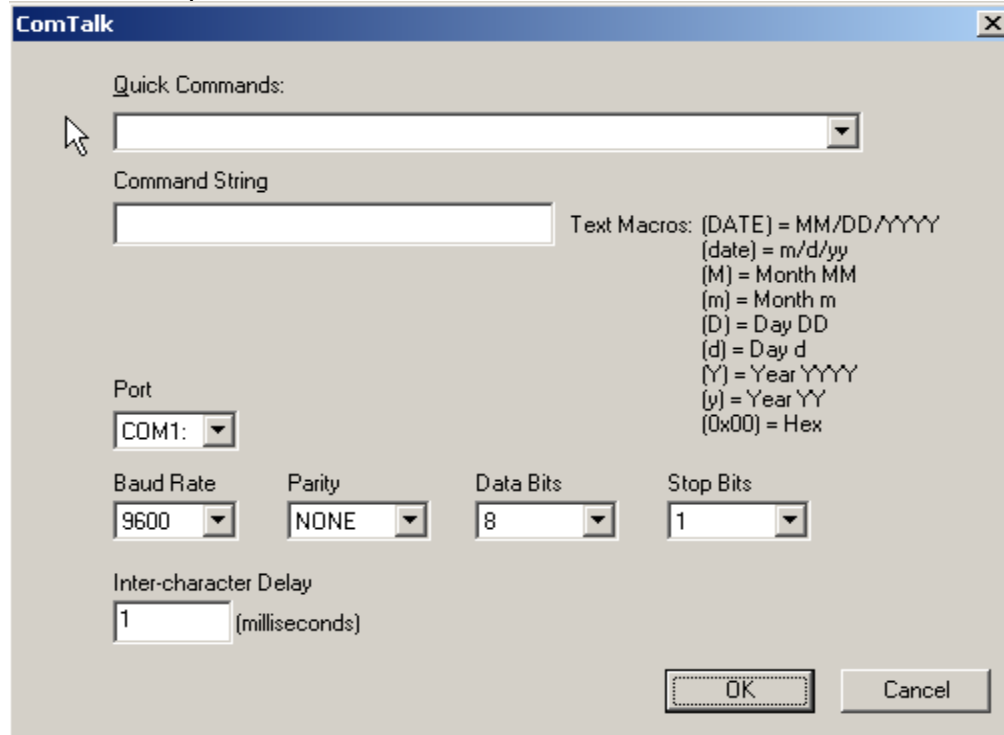 ComTalk
Quick Commands:
Command String
Text Macros: (DATE) = MM/DD/YYYY
(date) = m/d/yy
(M) = Month MM
(m) = Month m
(D) = Day DD
(d) = Day d
(Y) = Year YYYY
(y) = Year YY
(0x00) = Hex
Port
COM1:
Baud Rate Parity Data Bits Stop Bits
9600 NONE 8 1
Inter-character Delay
1 (milliseconds)
OK Cancel